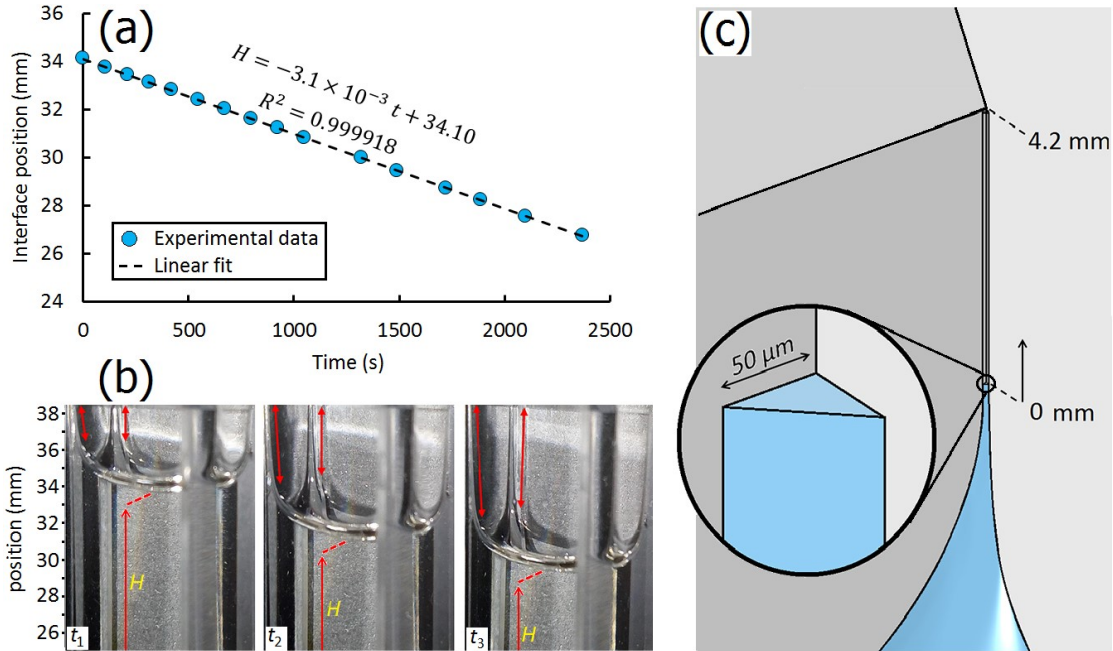 (a)
Interface position (mm)
36
34
32
30
28
26
24
H = −3.1 × 10⁻³ t + 34.10
R² = 0.999918
Experimental data
Linear fit
0
500
1000
1500
2000
2500
Time (s)
(b)
position (mm)
38
36
34
32
30
28
26
H
t₁
H
t₂
H
t₃
(c)
4.2 mm
50 μm
0 mm